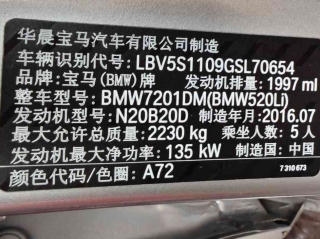 华晨宝马汽车有限公司制造
车辆识别代号: LBV5S1109GSL70654
品牌: 宝马(BMW)牌 发动机排量: 1997 ml
整车型号: BMW7201DM(BMW520Li)
发动机型号: N20B20D 制造年月: 2016.07
最大允许总质量: 2230 kg 乘坐人数: 5人
发动机最大净功率: 135 kW 制造国: 中国
颜色代码/色圈: A72 7 310 673